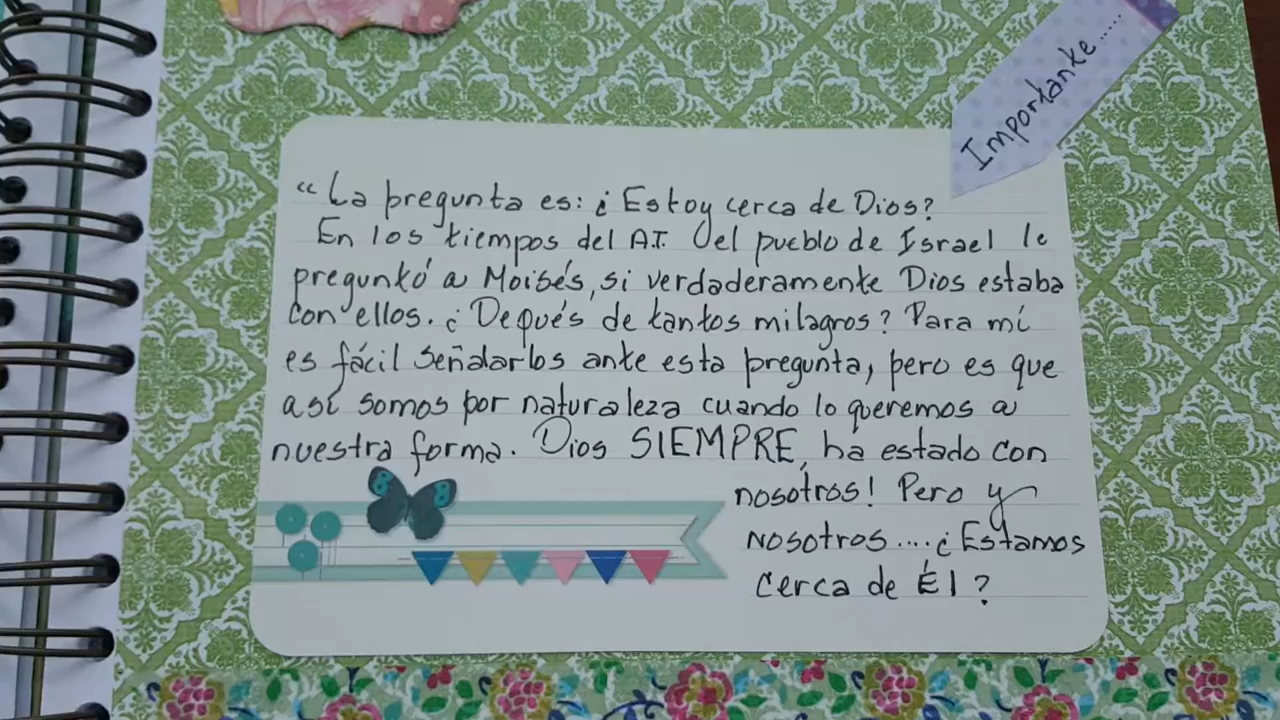 Importante......
"La pregunta es: ¿Estoy cerca de Dios?
En los tiempos del A.T. el pueblo de Israel le
preguntó a Moisés, si verdaderamente Dios estaba
con ellos. ¿Depués de tantos milagros? Para mí
es fácil señalarlos ante esta pregunta, pero es que
así somos por naturaleza cuando lo queremos a
nuestra forma. Dios SIEMPRE, ha estado con
nosótros! Pero y
nosotros....¿Estamos
cerca de Él?